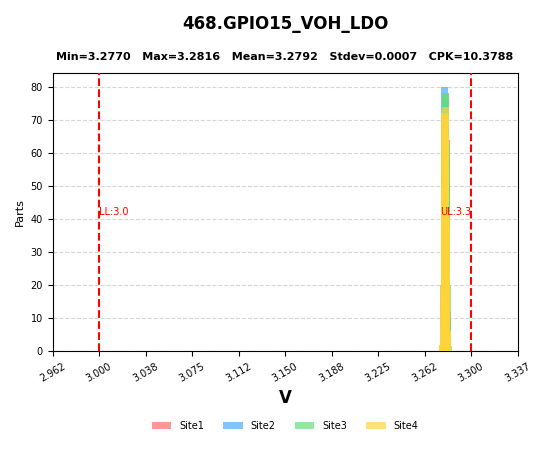 468.GPIO15_VOH_LDO
Min=3.2770 Max=3.2816 Mean=3.2792 Stdev=0.0007 CPK=10.3788
80
70
60
50
40
30
20
10
0
Parts
LL:3.0
UL:3.3
2.962 3.000 3.038 3.075 3.112 3.150 3.188 3.225 3.262 3.300 3.337
V
Site1 Site2 Site3 Site4